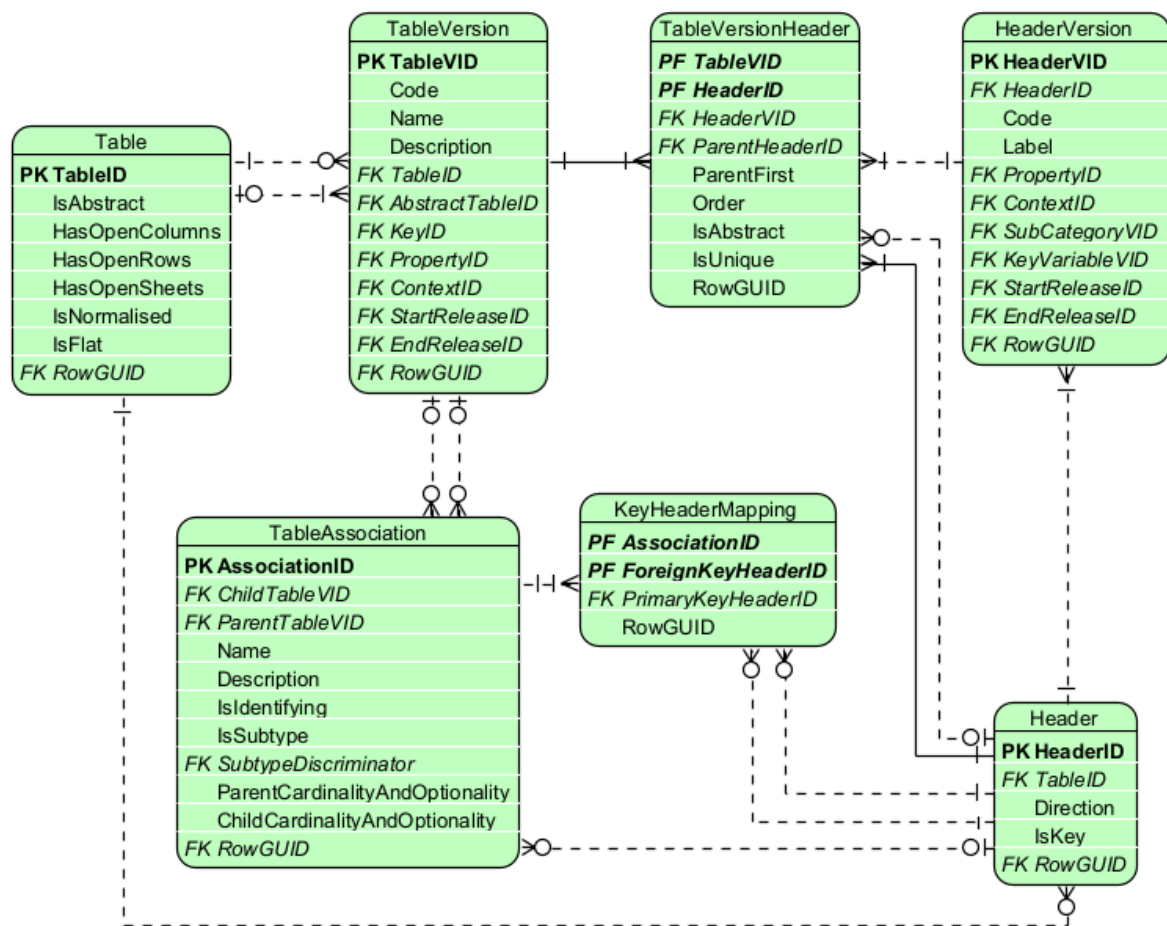 TableVersion
PK TableVID
Code
Name
Description
FK TableID
FK AbstractTableID
FK KeyID
FK PropertyID
FK ContextID
FK StartReleaseID
FK EndReleaseID
FK RowGUID
TableVersionHeader
PF TableVID
PF HeaderID
FK HeaderVID
FK ParentHeaderID
ParentFirst
Order
IsAbstract
IsUnique
RowGUID
HeaderVersion
PK HeaderVID
FK HeaderID
Code
Label
FK PropertyID
FK ContextID
FK SubCategoryVID
FK KeyVariableVID
FK StartReleaseID
FK EndReleaseID
FK RowGUID
Table
PK TableID
IsAbstract
HasOpenColumns
HasOpenRows
HasOpenSheets
IsNormalised
IsFlat
FK RowGUID
TableAssociation
PK AssociationID
FK ChildTableVID
FK ParentTableVID
Name
Description
IsIdentifying
IsSubtype
FK SubtypeDiscriminator
ParentCardinalityAndOptionality
ChildCardinalityAndOptionality
FK RowGUID
KeyHeaderMapping
PF AssociationID
PF ForeignKeyHeaderID
FK PrimaryKeyHeaderID
RowGUID
Header
PK HeaderID
FK TableID
Direction
IsKey
FK RowGUID